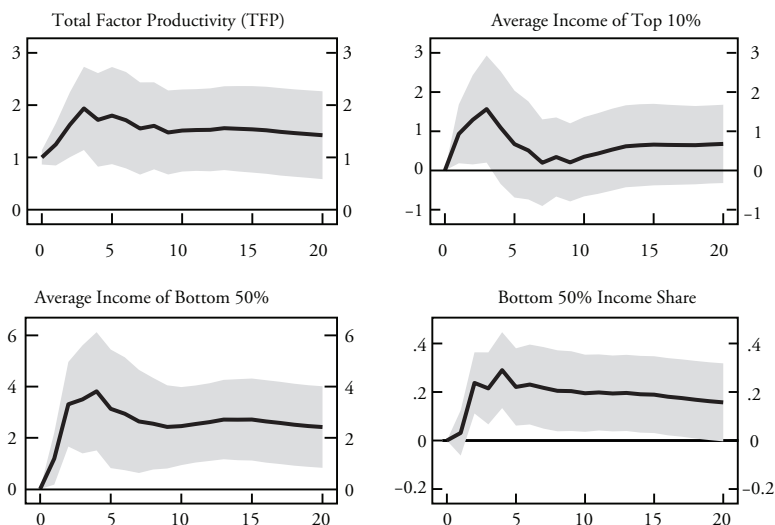 Total Factor Productivity (TFP)
3 3
2 2
1 1
0 0
0 5 10 15 20
Average Income of Top 10%
3 3
2 2
1 1
0 0
–1 –1
0 5 10 15 20
Average Income of Bottom 50%
6 6
4 4
2 2
0 0
0 5 10 15 20
Bottom 50% Income Share
.4 .4
.2 .2
0 0
–0.2 –0.2
0 5 10 15 20